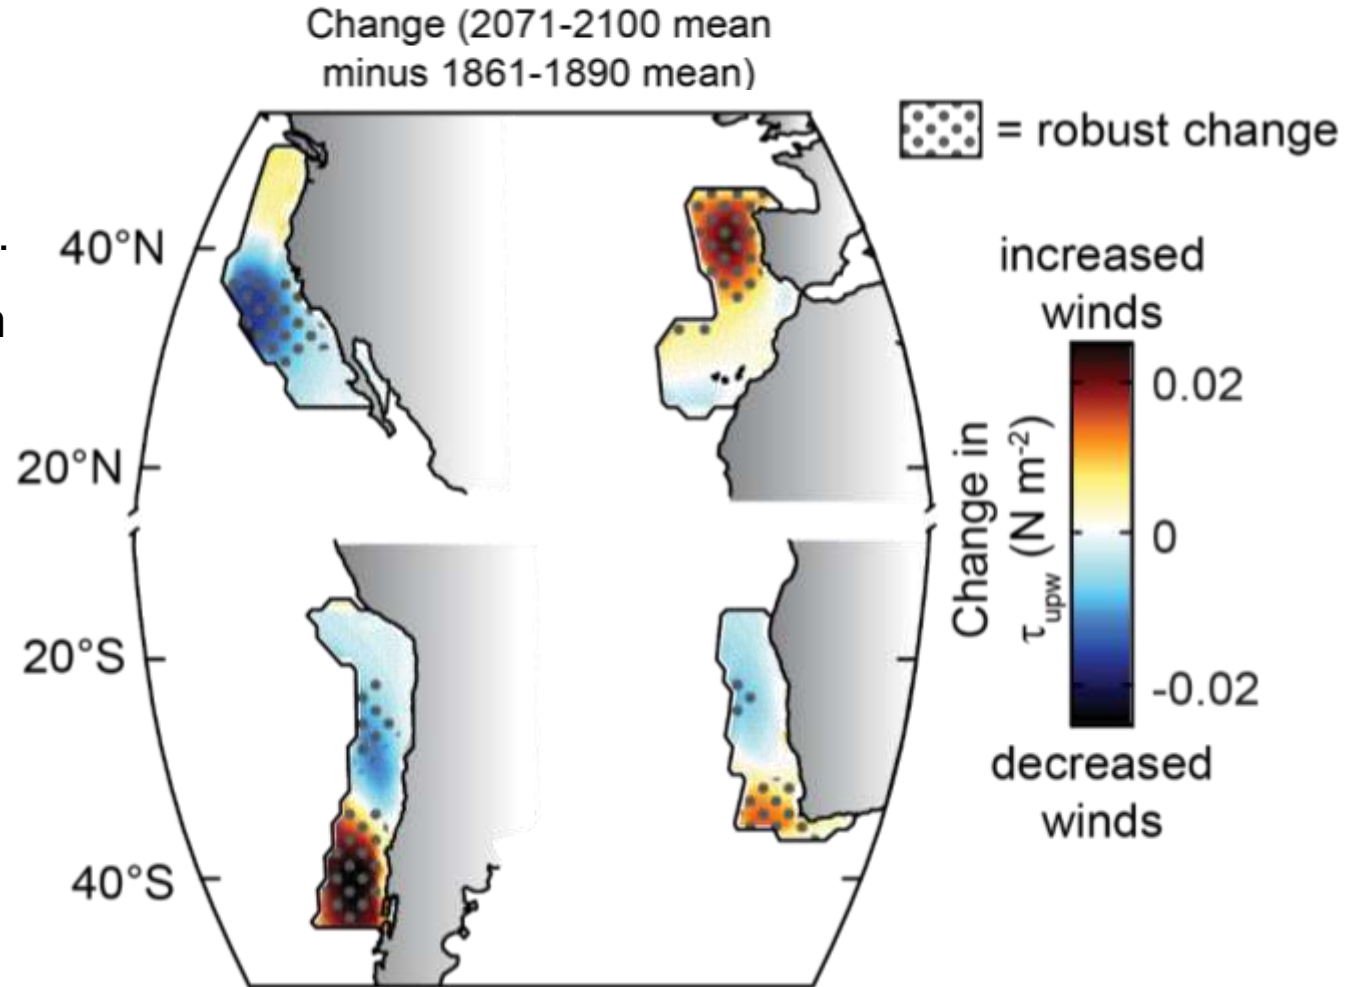 Change (2071-2100 mean
minus 1861-1890 mean)
= robust change
40°N
20°N
20°S
40°S
increased
winds
0.02
0
-0.02
Change in
τupw (N m-2)
decreased
winds